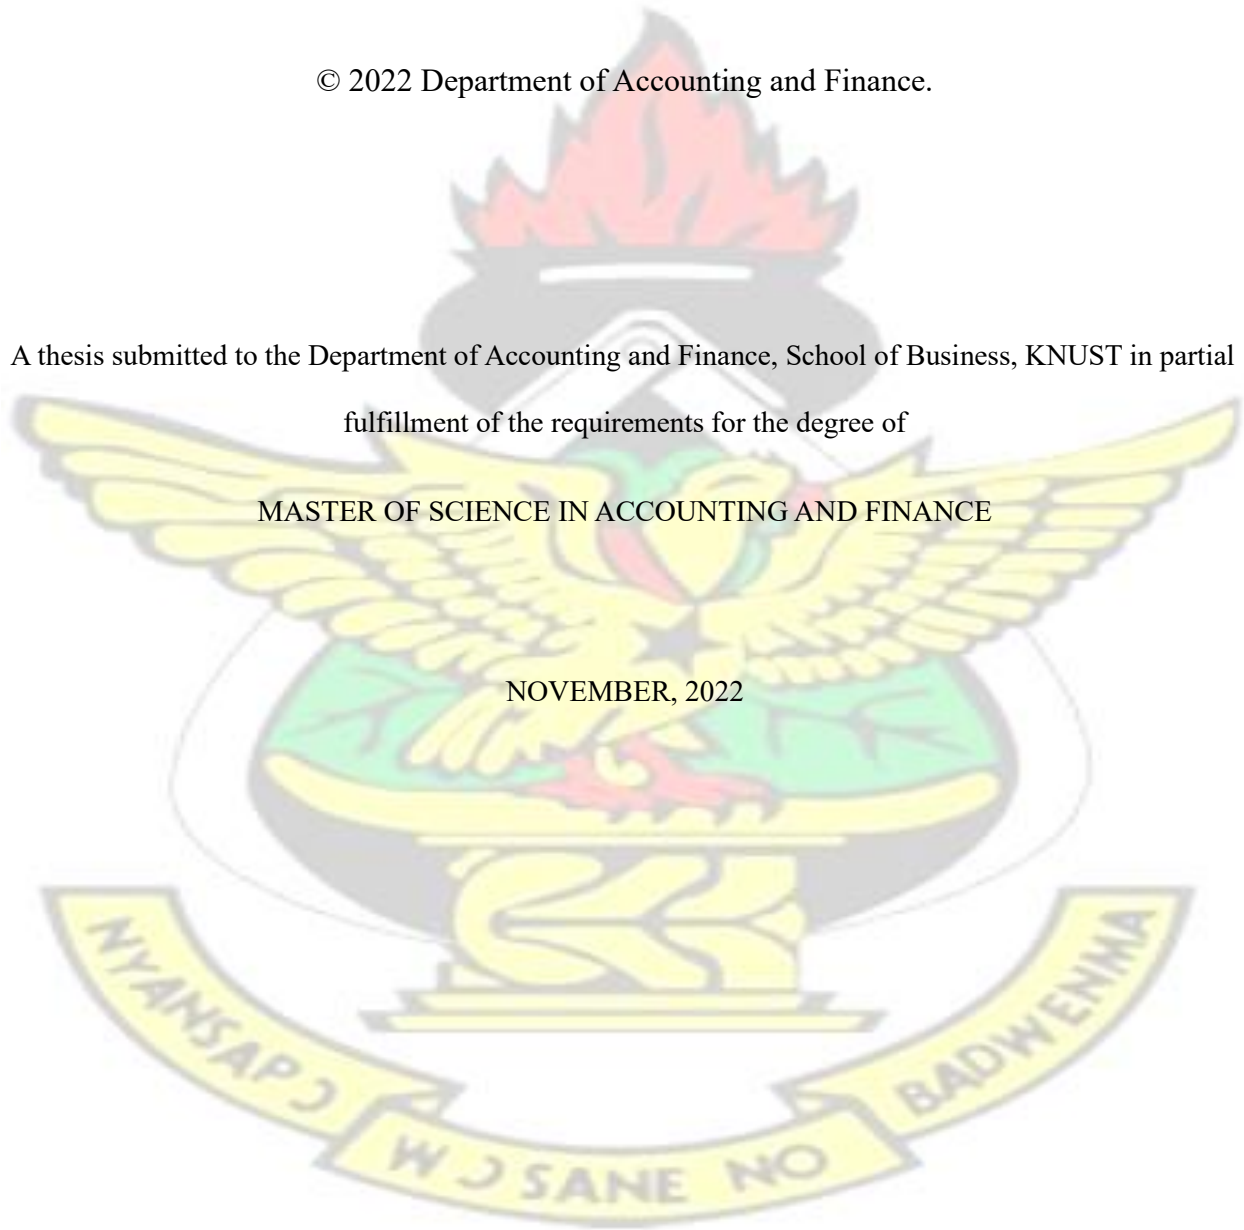 © 2022 Department of Accounting and Finance.
A thesis submitted to the Department of Accounting and Finance, School of Business, KNUST in partial
fulfillment of the requirements for the degree of
MASTER OF SCIENCE IN ACCOUNTING AND FINANCE
NOVEMBER, 2022
NYANSAPƆ
WƆ SANE NO
BADWENMA